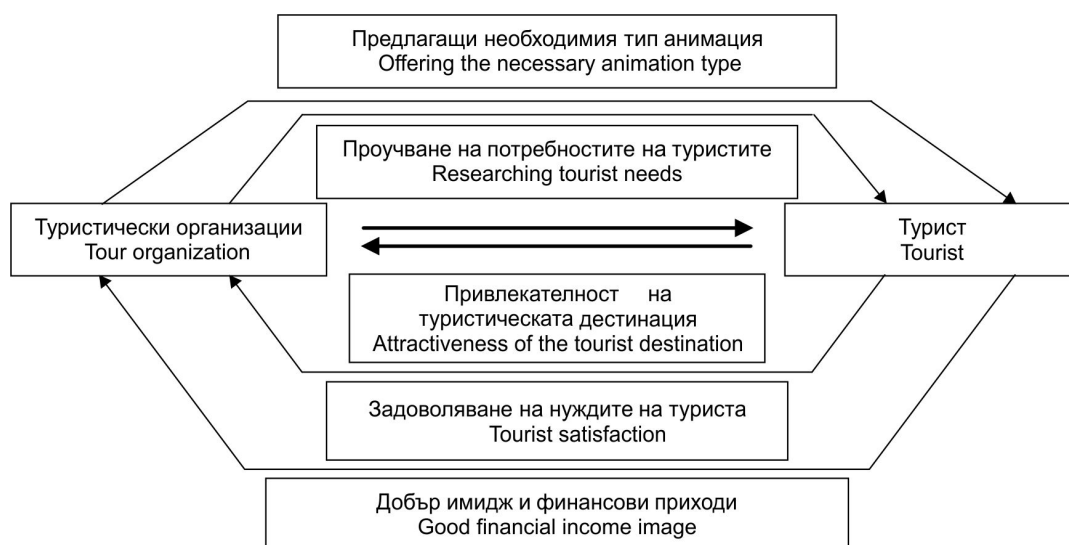 Предлагащи необходимия тип анимация
Offering the necessary animation type
Проучване на потребностите на туристите
Researching tourist needs
Туристически организации
Tour organization
Турист
Tourist
Привлекателност на
туристическата дестинация
Attractiveness of the tourist destination
Задоволяване на нуждите на туриста
Tourist satisfaction
Добър имидж и финансови приходи
Good financial income image